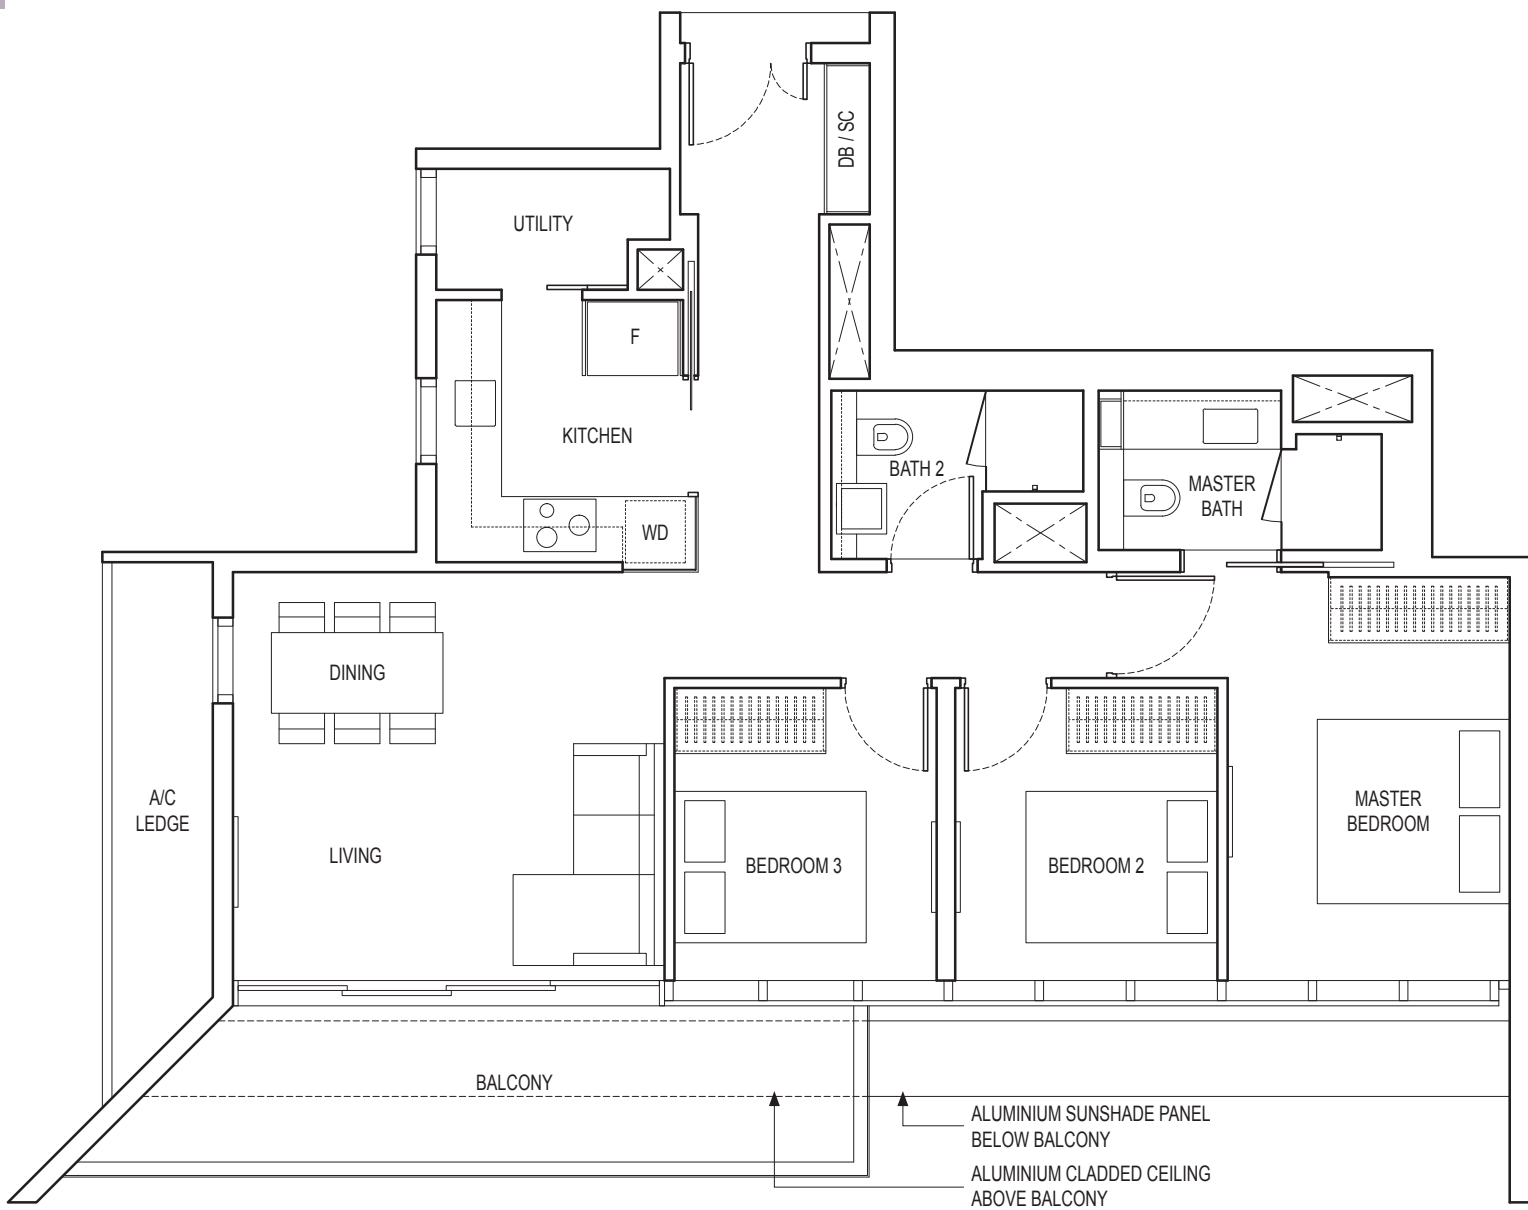 DB / SC
UTILITY
F
KITCHEN
BATH 2
MASTER
BATH
WD
DINING
A/C
LEDGE
LIVING
BEDROOM 3
BEDROOM 2
MASTER
BEDROOM
BALCONY
ALUMINIUM SUNSHADE PANEL
BELOW BALCONY
ALUMINIUM CLADDED CEILING
ABOVE BALCONY